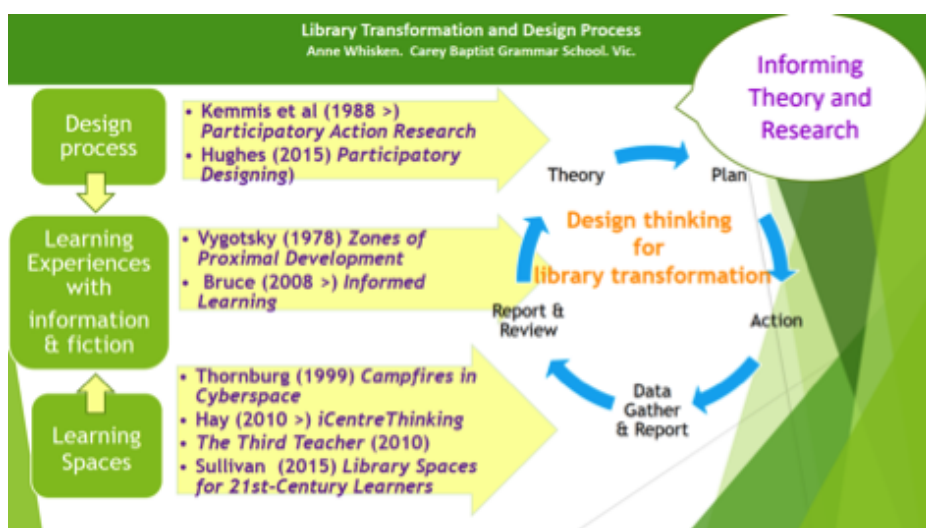 Library Transformation and Design Process
Anne Whisken. Carey Baptist Grammar School. Vic.
Informing
Theory and
Research
Design
process
• Kemmis et al (1988 >)
Participatory Action Research
• Hughes (2015) Participatory
Designing)
Learning
Experiences
with
information
& fiction
• Vygotsky (1978) Zones of
Proximal Development
• Bruce (2008 >) Informed
Learning
Learning
Spaces
• Thornburg (1999) Campfires in
Cyberspace
• Hay (2010 >) iCentreThinking
• The Third Teacher (2010)
• Sullivan (2015) Library Spaces
for 21st-Century Learners
Theory
Plan
Design thinking
for
library transformation
Action
Data
Gather
& Report
Report &
Review